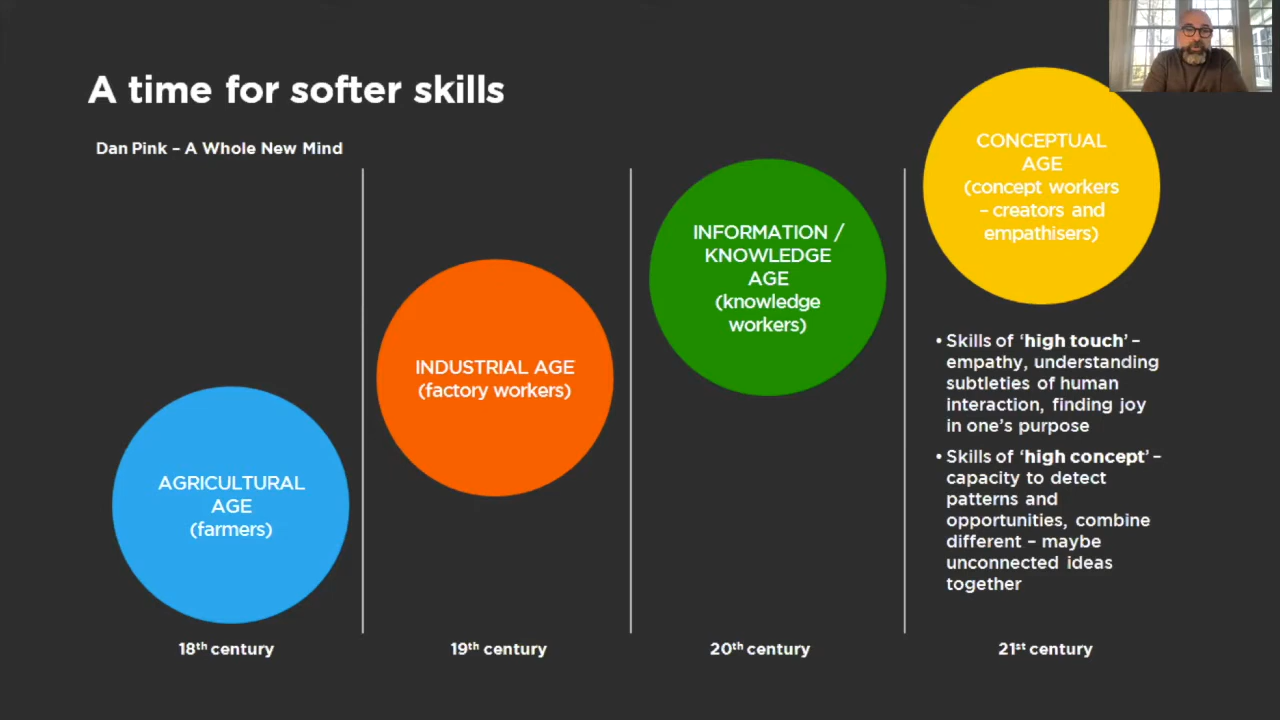 A time for softer skills
Dan Pink – A Whole New Mind
AGRICULTURAL
AGE
(farmers)
18th century
INDUSTRIAL AGE
(factory workers)
19th century
INFORMATION /
KNOWLEDGE
AGE
(knowledge
workers)
20th century
CONCEPTUAL
AGE
(concept workers
– creators and
empathisers)
• Skills of ‘high touch’ –
empathy, understanding
subtleties of human
interaction, finding joy
in one’s purpose
• Skills of ‘high concept’ –
capacity to detect
patterns and
opportunities, combine
different – maybe
unconnected ideas
together
21st century